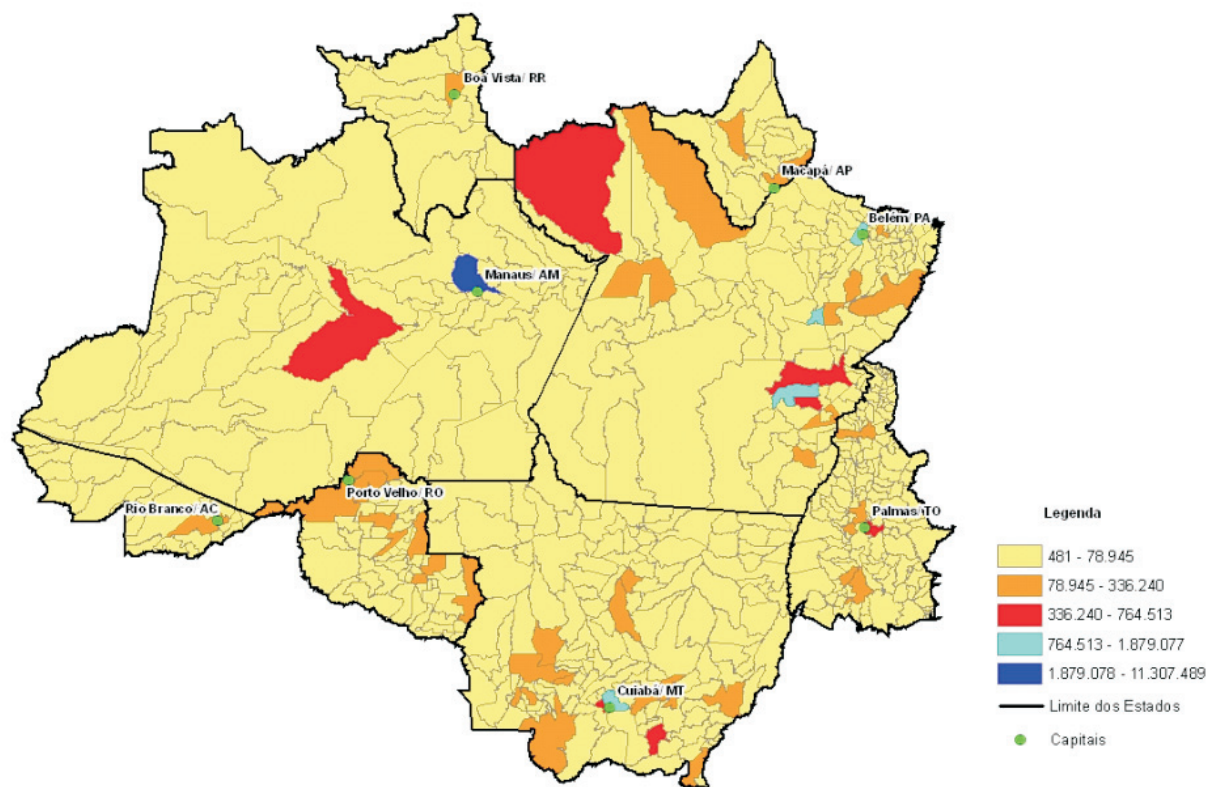 Boa Vista/ RR
Macapá/ AP
Belém/ PA
Manaus/ AM
Porto Velho/ RO
Rio Branco/ AC
Palmas/ TO
Cuiabá/ MT
Legenda
481 - 78.945
78.945 - 336.240
336.240 - 764.513
764.513 - 1.879.077
1.879.078 - 11.307.489
Limite dos Estados
Capitais